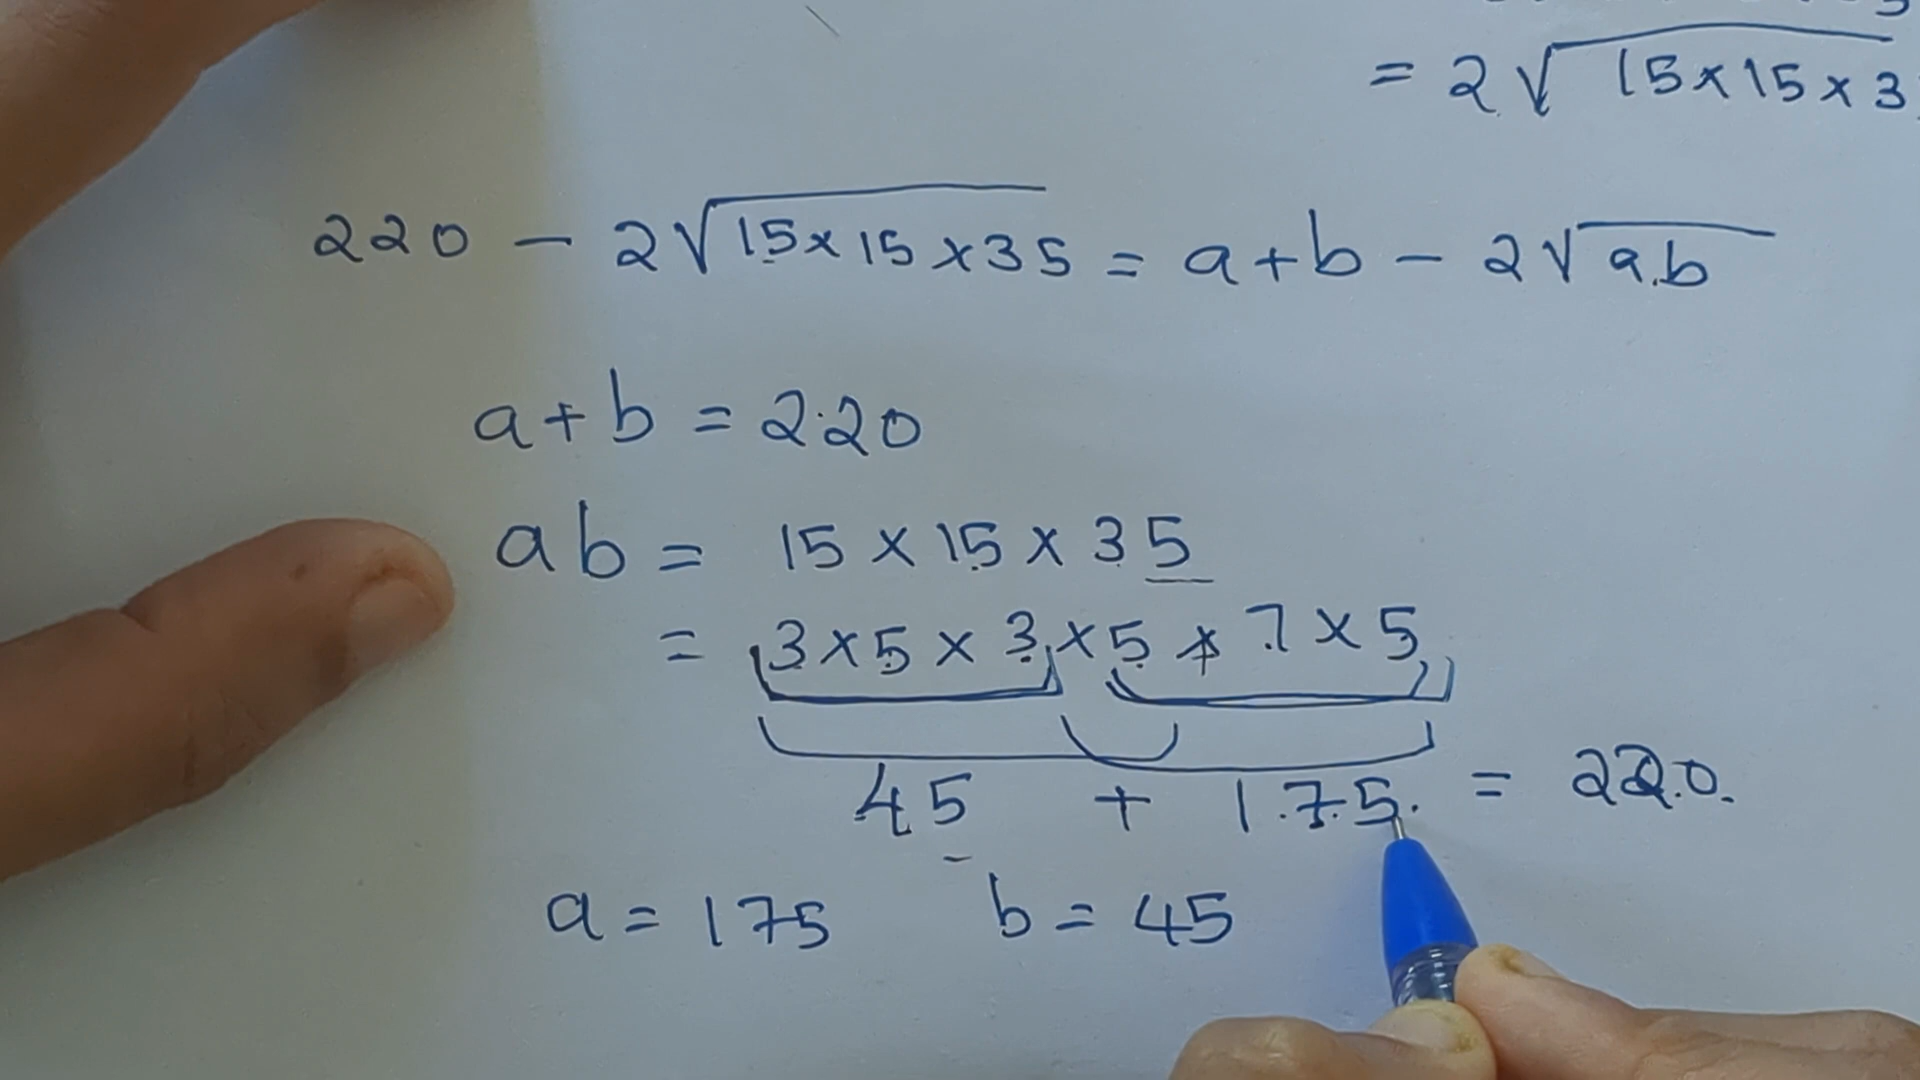 = 2√15×15×3
220 - 2√15×15×35 = a+b - 2√a.b
a+b = 220
ab = 15 × 15 × 35
= 3×5×3×5×7×5
45 + 175 = 220.
a = 175 b = 45